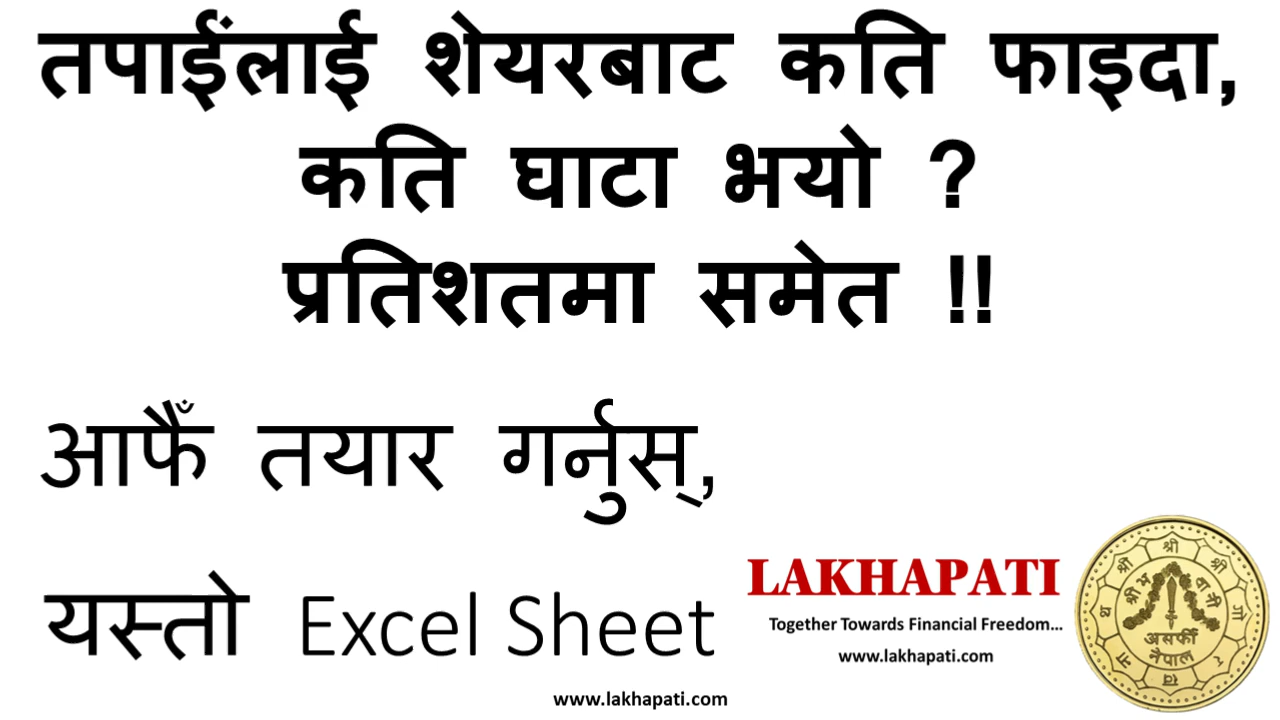 तपाईंलाई शेयरबाट कति फाइदा,
कति घाटा भयो ?
प्रतिशतमा समेत !!
आफैँ तयार गर्नुस्,
यस्तो Excel Sheet
LAKHAPATI
Together Towards Financial Freedom...
www.lakhapati.com
श्री श्री श्री
श्री
भ
वा
नी
असर्फी
नेपाल
www.lakhapati.com